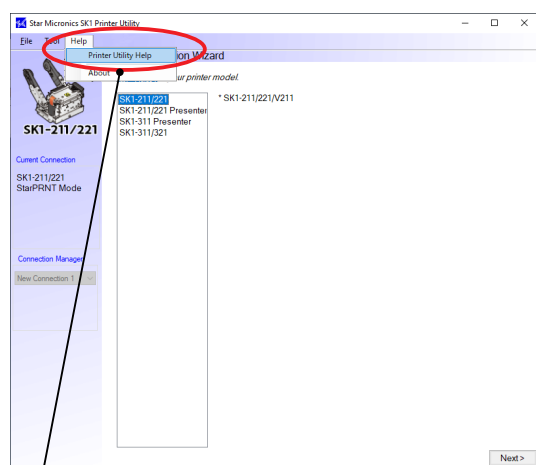 Star Micronics SK1 Printer Utility
File Tool Help
Printer Utility Help
About
ion Wizard
ur printer model.
SK1-211/221
SK1-211/221 Presenter
SK1-311 Presenter
SK1-311/321
* SK1-211/221/V211
SK1-211/221
Current Connection
SK1-211/221
StarPRNT Mode
Connection Manager
New Connection 1
Next >